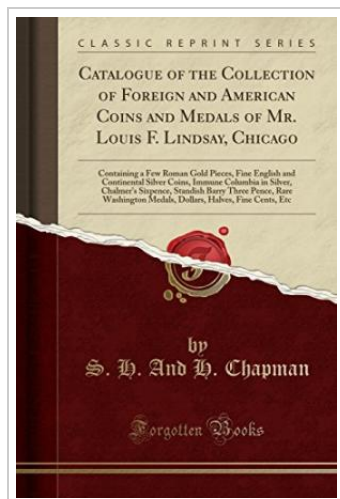 CLASSIC REPRINT SERIES
CATALOGUE OF THE COLLECTION
OF FOREIGN AND AMERICAN
COINS AND MEDALS OF MR.
LOUIS F. LINDSAY, CHICAGO
Containing a Few Roman Gold Pieces, Fine English and
Continental Silver Coins, Immune Columbia in Silver,
Chalmer's Sixpence, Standish Barry Three Pence, Rare
Washington Medals, Dollars, Halves, Fine Cents, Etc
by
S. H. And H. Chapman
Forgotten Books